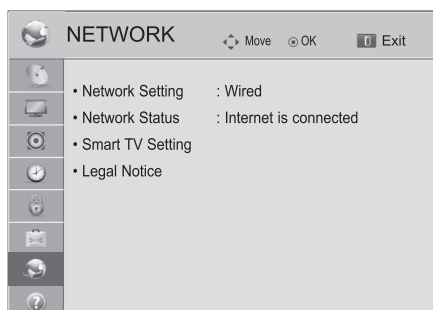 NETWORK
Move OK Exit
• Network Setting : Wired
• Network Status : Internet is connected
• Smart TV Setting
• Legal Notice
?